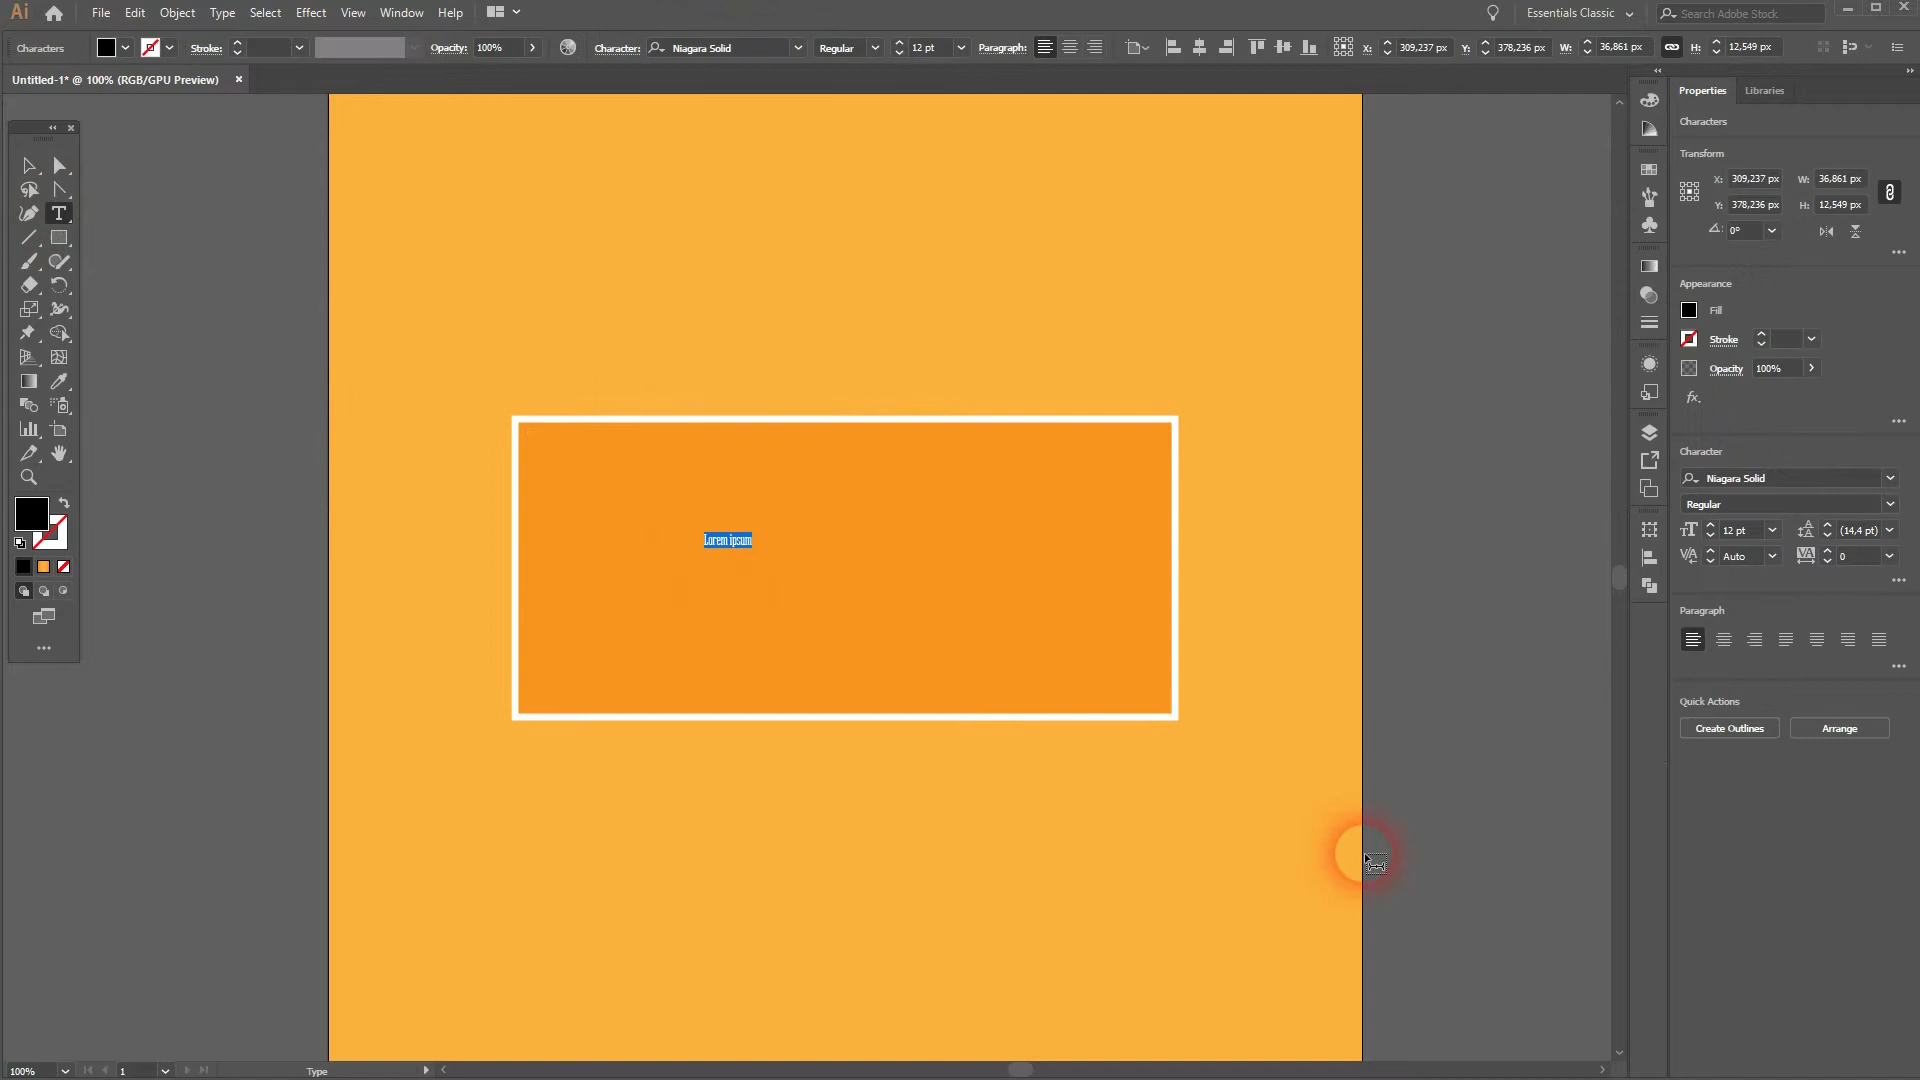 Ai File Edit Object Type Select Effect View Window Help Essentials Classic Search Adobe Stock
Characters Stroke: Opacity: 100% Character: Niagara Solid Regular 12 pt Paragraph: X: 309,237 px Y: 378,236 px W: 36,861 px H: 12,549 px
Untitled-1* @ 100% (RGB/GPU Preview) ×
Properties Libraries
Characters
Transform
X: 309,237 px W: 36,861 px
Y: 378,236 px H: 12,549 px
0°
Appearance
Fill
Stroke
Opacity 100%
fx.
Character
Niagara Solid
Regular
12 pt (14,4 pt)
Auto 0
Paragraph
Quick Actions
Create Outlines Arrange
Lorem ipsum
100% 1 Type